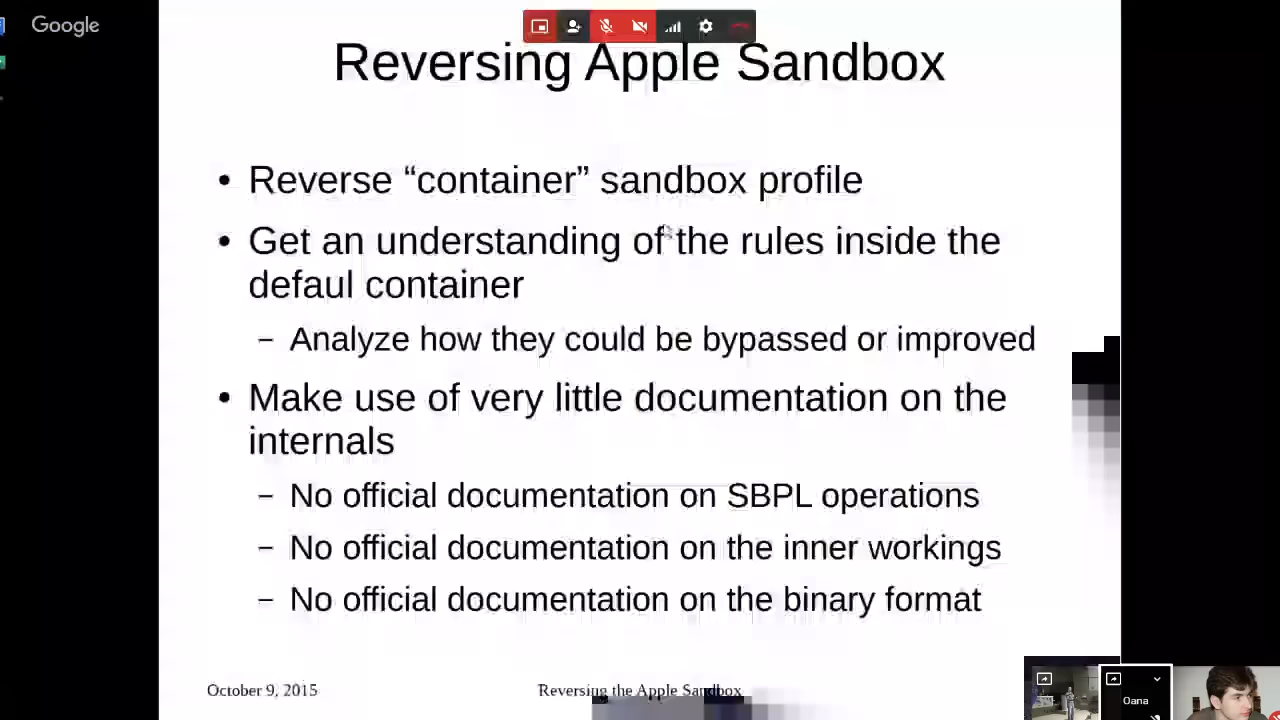 Google
Reversing Apple Sandbox
• Reverse “container” sandbox profile
• Get an understanding of the rules inside the
defaul container
– Analyze how they could be bypassed or improved
• Make use of very little documentation on the
internals
– No official documentation on SBPL operations
– No official documentation on the inner workings
– No official documentation on the binary format
October 9, 2015
Reversing the Apple Sandbox
Oana